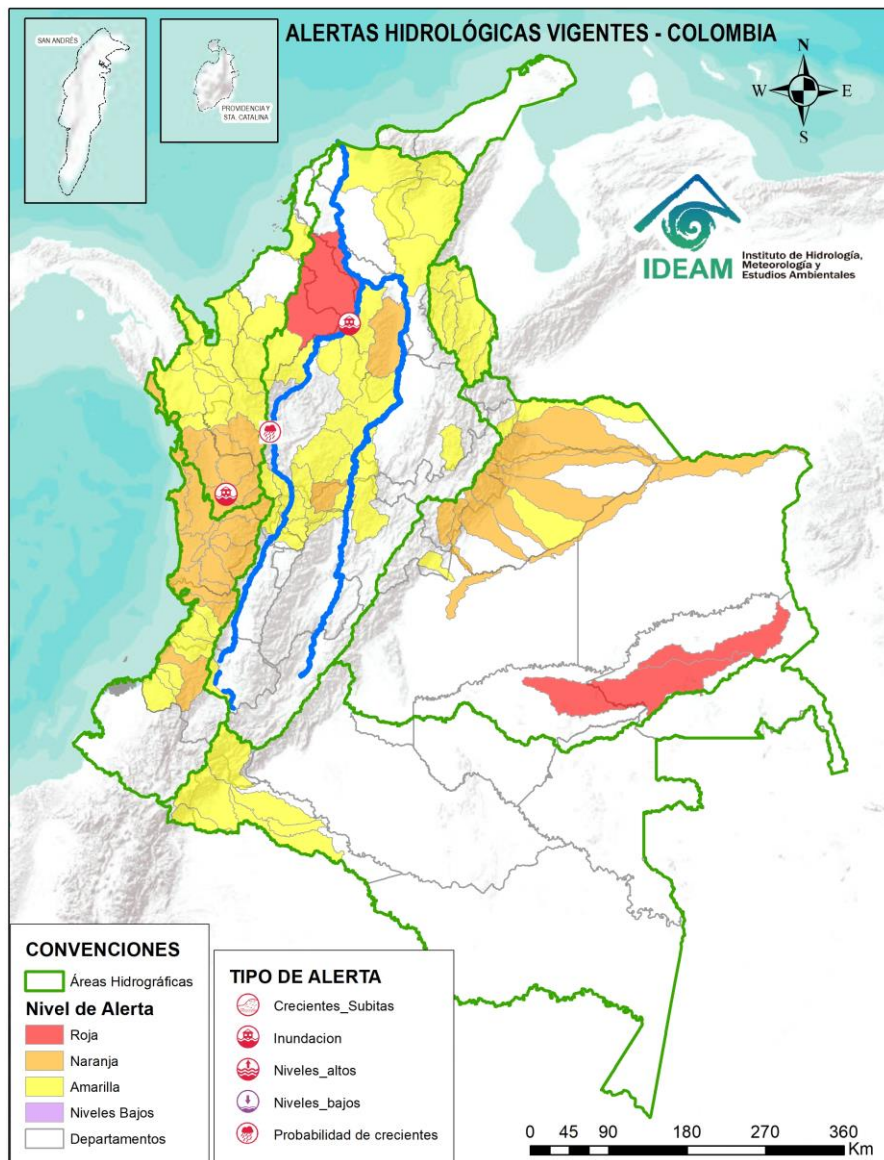 ALERTAS HIDROLÓGICAS VIGENTES - COLOMBIA
SAN ANDRÉS
PROVIDENCIA Y
STA. CATALINA
N
W
E
S
IDEAM
Instituto de Hidrología,
Meteorología y
Estudios Ambientales
CONVENCIONES
Áreas Hidrográficas
Nivel de Alerta
Roja
Naranja
Amarilla
Niveles Bajos
Departamentos
TIPO DE ALERTA
Crecientes_Subitas
Inundacion
Niveles_altos
Niveles_bajos
Probabilidad de crecientes
0 45 90 180 270 360
Km